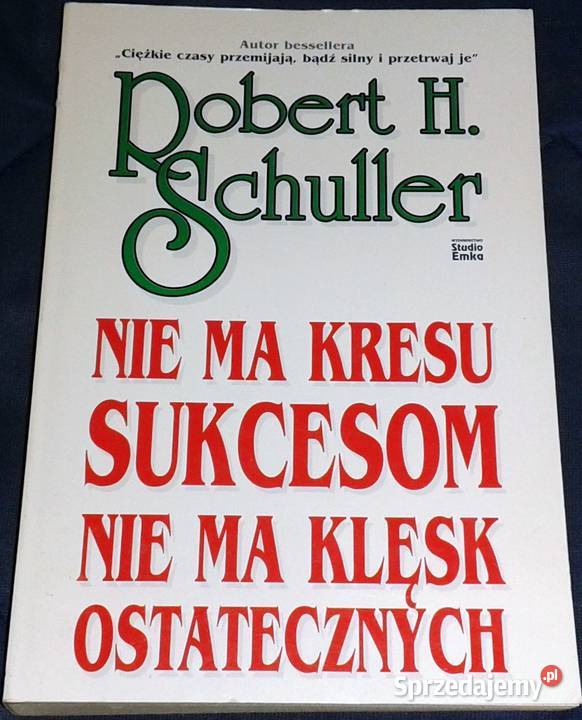 Autor bessellera
„Ciężkie czasy przemijają, bądź silny i przetrwaj je”
Robert H.
Schuller
WYDAWNICTWO
Studio
Emka
NIE MA KRESU
SUKCESOM
NIE MA KLĘSK
OSTATECZNYCH
Sprzedajemy.pl